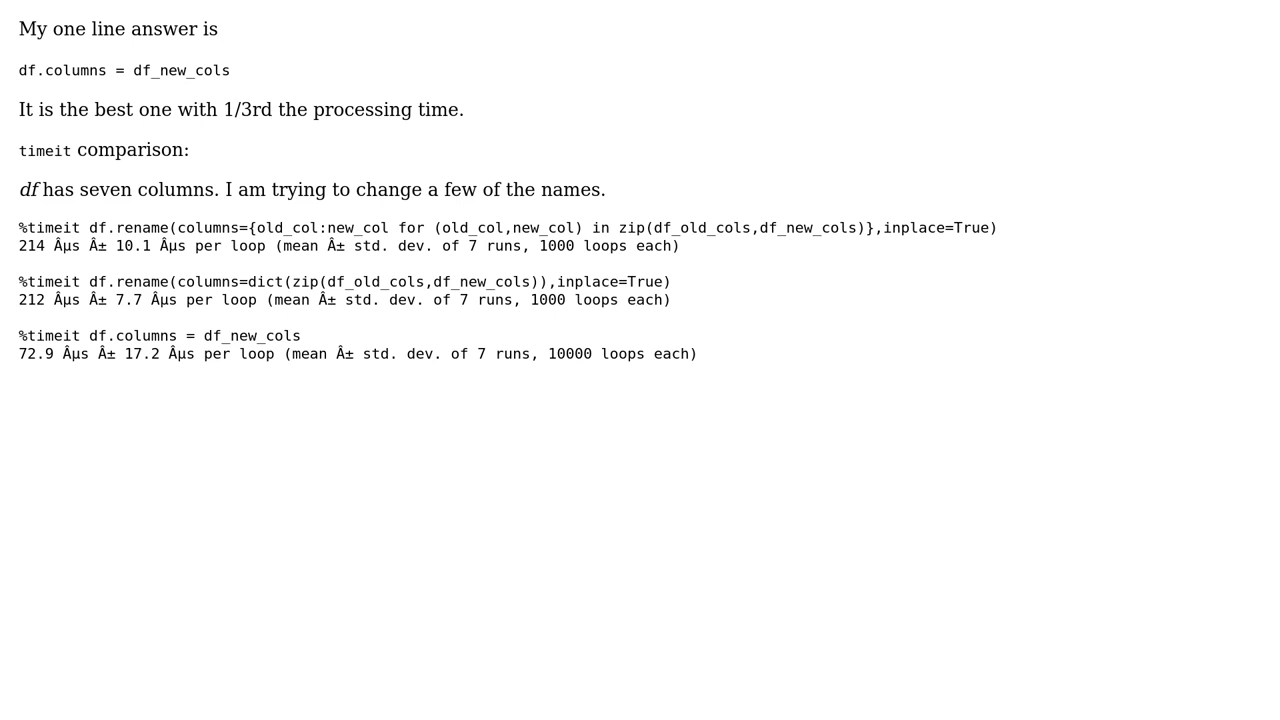 My one line answer is
df.columns = df_new_cols
It is the best one with 1/3rd the processing time.
timeit comparison:
df has seven columns. I am trying to change a few of the names.
%timeit df.rename(columns={old_col:new_col for (old_col,new_col) in zip(df_old_cols,df_new_cols)},inplace=True)
214 Âµs Â± 10.1 Âµs per loop (mean Â± std. dev. of 7 runs, 1000 loops each)
%timeit df.rename(columns=dict(zip(df_old_cols,df_new_cols)),inplace=True)
212 Âµs Â± 7.7 Âµs per loop (mean Â± std. dev. of 7 runs, 1000 loops each)
%timeit df.columns = df_new_cols
72.9 Âµs Â± 17.2 Âµs per loop (mean Â± std. dev. of 7 runs, 10000 loops each)